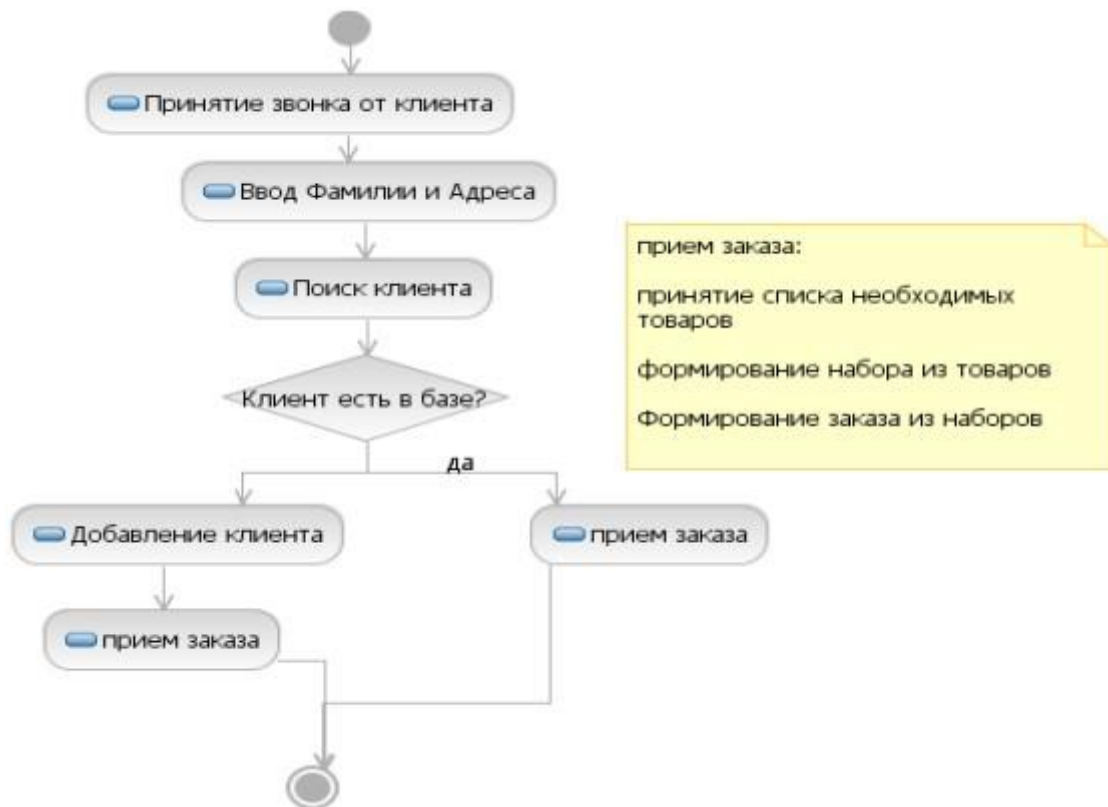 Принятие звонка от клиента
Ввод Фамилии и Адреса
Поиск клиента
Клиент есть в базе?
да
Добавление клиента
прием заказа
прием заказа
прием заказа:
принятие списка необходимых
товаров
формирование набора из товаров
Формирование заказа из наборов